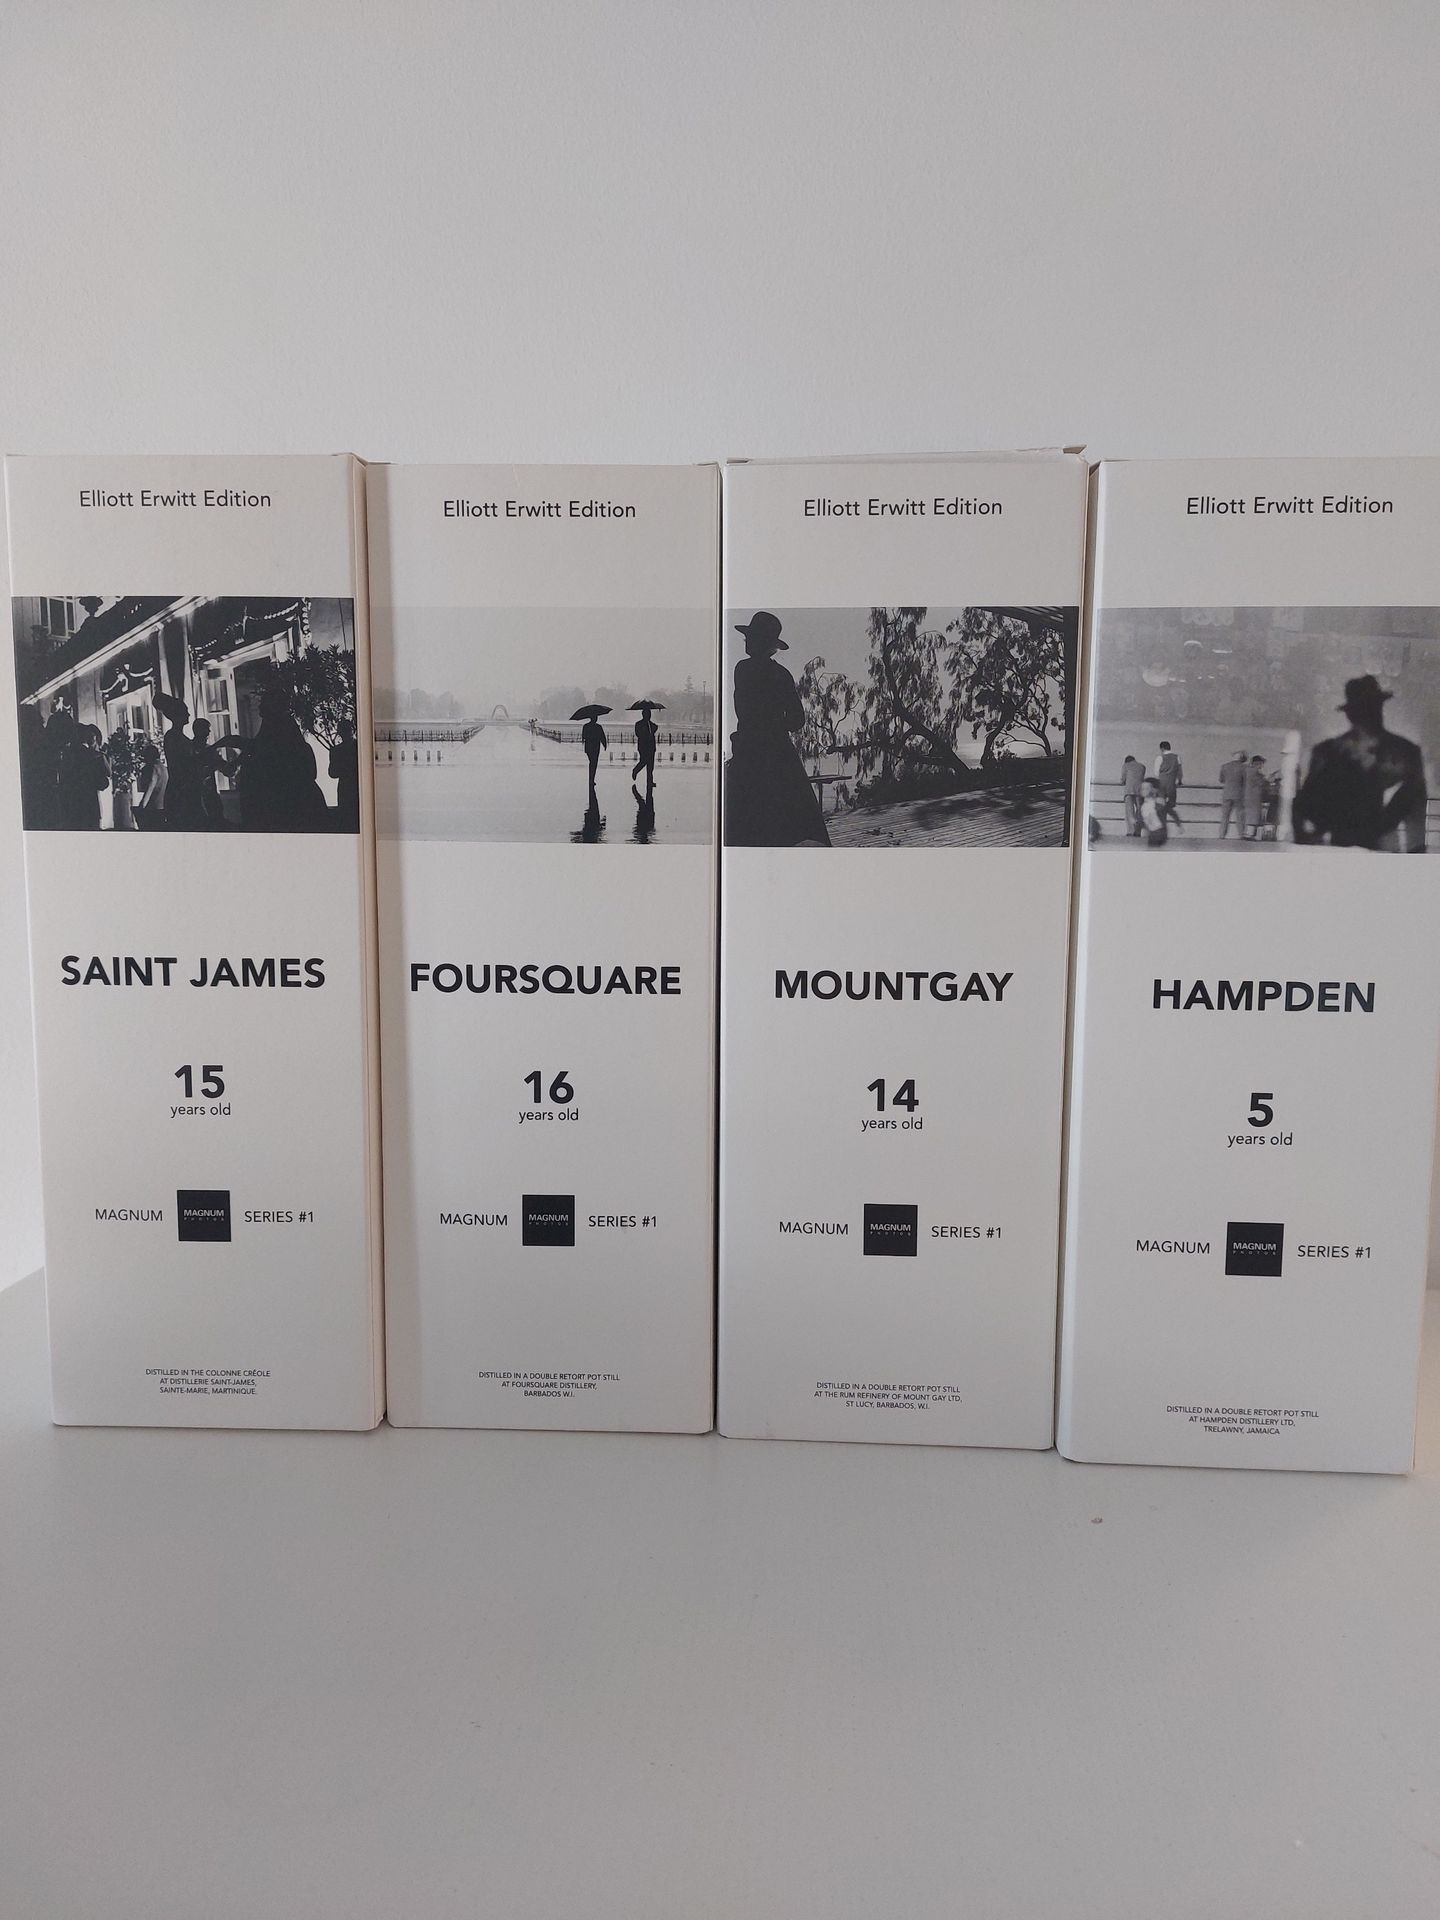 Elliott Erwitt Edition
SAINT JAMES
15
years old
MAGNUM MAGNUM PHOTOS SERIES #1
DISTILLED IN THE COLONNE CRÉOLE
AT DISTILLERIE SAINT-JAMES,
SAINTE-MARIE, MARTINIQUE.
Elliott Erwitt Edition
FOURSQUARE
16
years old
MAGNUM MAGNUM PHOTOS SERIES #1
DISTILLED IN A DOUBLE RETORT POT STILL
AT FOURSQUARE DISTILLERY,
BARBADOS W.I.
Elliott Erwitt Edition
MOUNTGAY
14
years old
MAGNUM MAGNUM PHOTOS SERIES #1
DISTILLED IN A DOUBLE RETORT POT STILL
AT THE RUM REFINERY OF MOUNT GAY LTD,
ST LUCY, BARBADOS, W.I.
Elliott Erwitt Edition
HAMPDEN
5
years old
MAGNUM MAGNUM PHOTOS SERIES #1
DISTILLED IN A DOUBLE RETORT POT STILL
AT HAMPDEN DISTILLERY LTD,
TRELAWNY, JAMAICA